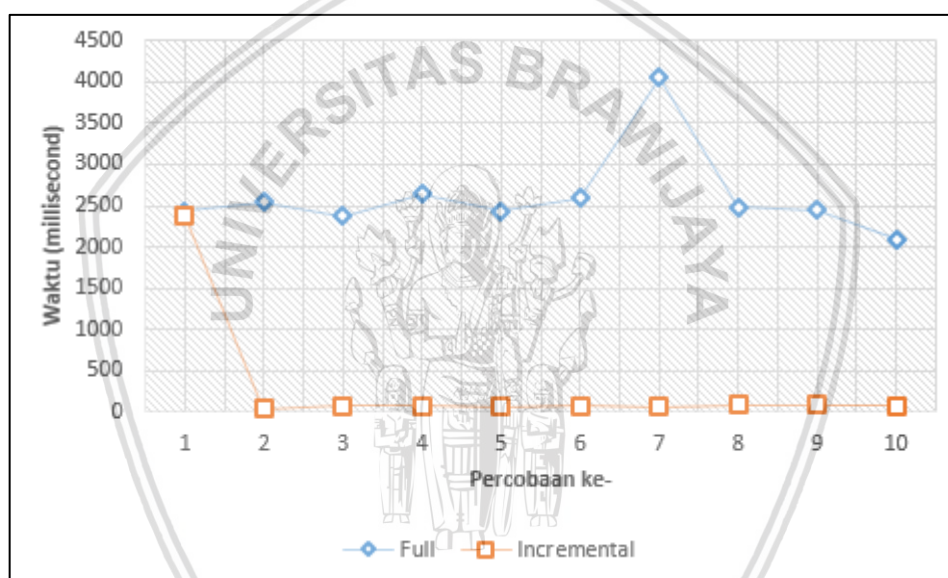 UNIVERSITAS BRAWIJAYA
4500
4000
3500
3000
2500
2000
1500
1000
500
0
Waktu (millisecond)
1 2 3 4 5 6 7 8 9 10
Percobaan ke-
Full Incremental